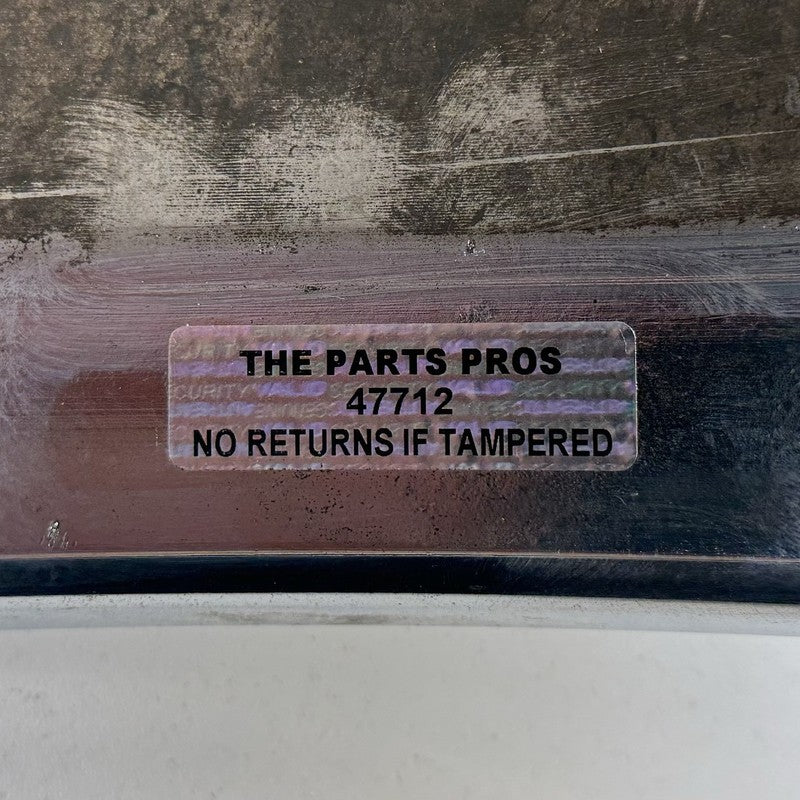 THE PARTS PROS
47712
NO RETURNS IF TAMPERED